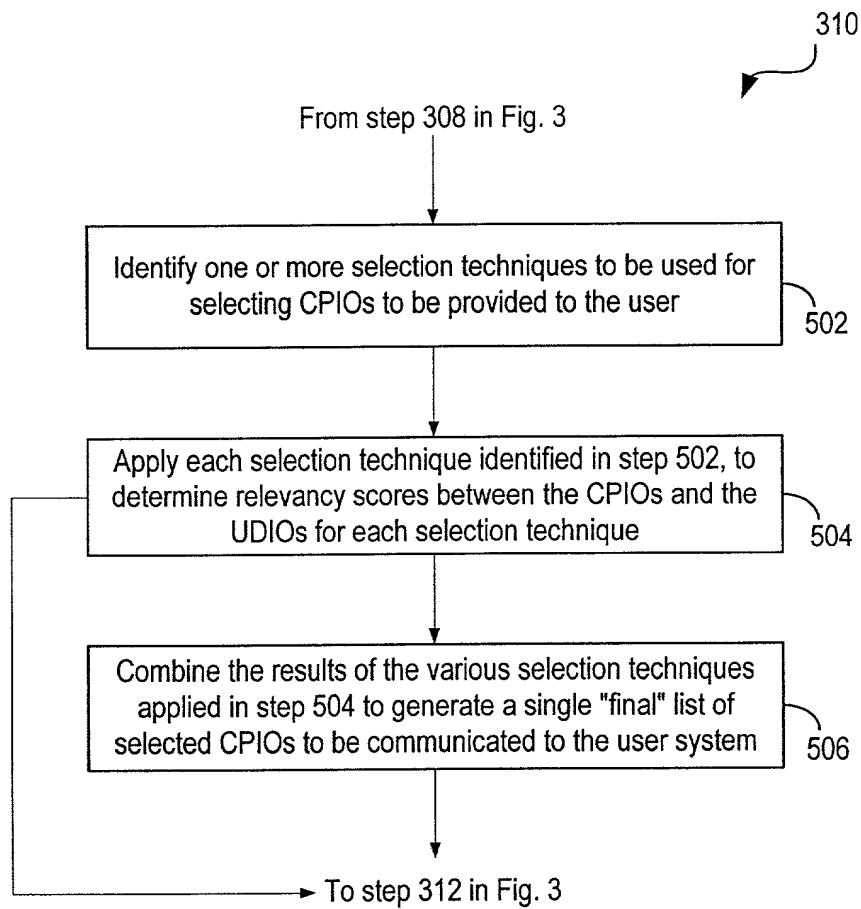 310
From step 308 in Fig. 3
Identify one or more selection techniques to be used for
selecting CPIOs to be provided to the user
502
Apply each selection technique identified in step 502, to
determine relevancy scores between the CPIOs and the
UDIOs for each selection technique
504
Combine the results of the various selection techniques
applied in step 504 to generate a single "final" list of
selected CPIOs to be communicated to the user system
506
To step 312 in Fig. 3